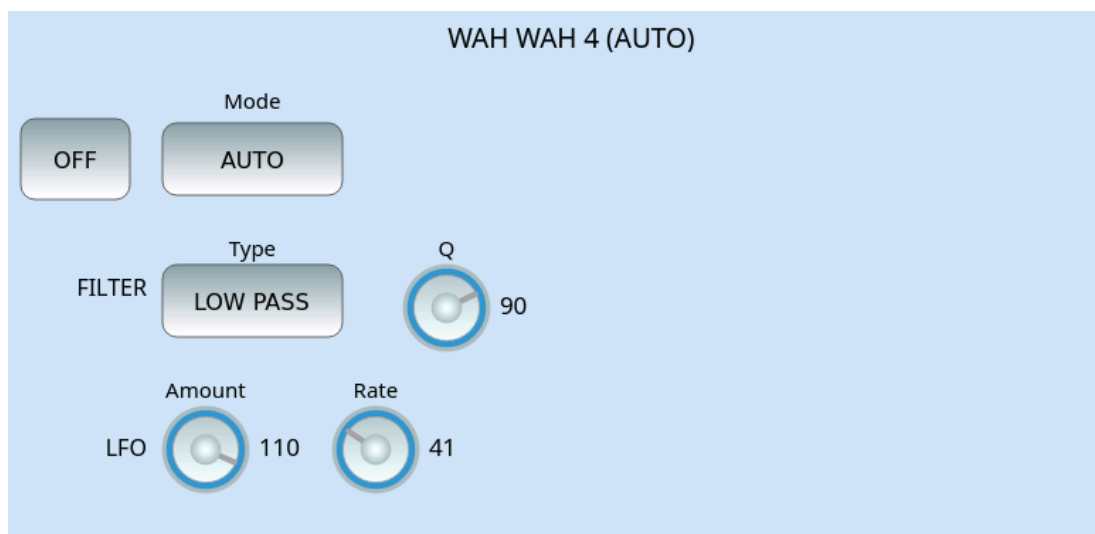 WAH WAH 4 (AUTO)
Mode
OFF AUTO
Type Q
FILTER LOW PASS 90
Amount Rate
LFO 110 41